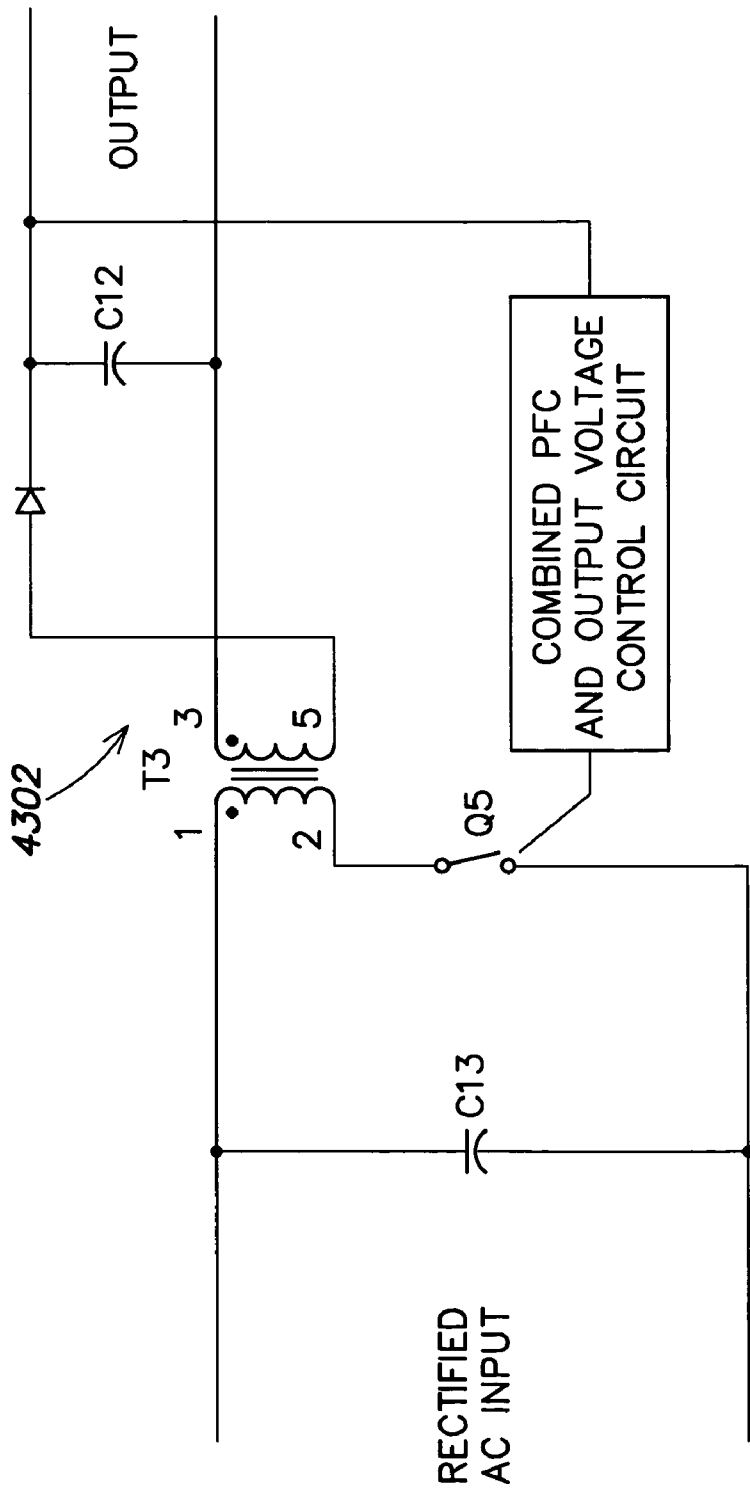 4302
T3
1
3
2
5
C12
OUTPUT
Q5
C13
RECTIFIED
AC INPUT
COMBINED PFC
AND OUTPUT VOLTAGE
CONTROL CIRCUIT